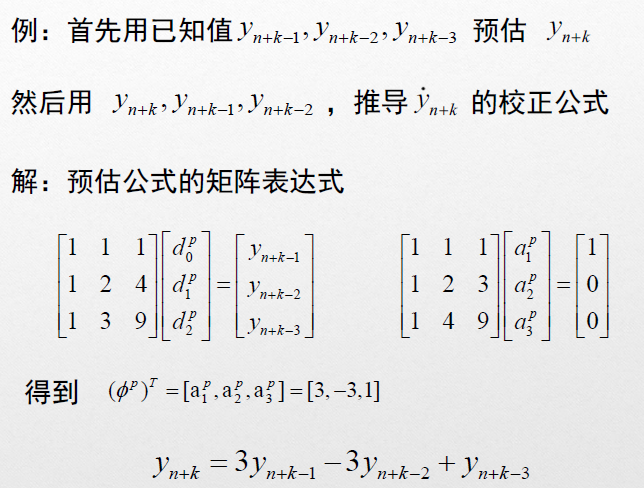 例：首先用已知值 $y_{n+k-1}, y_{n+k-2}, y_{n+k-3}$ 预估 $y_{n+k}$
然后用 $y_{n+k}, y_{n+k-1}, y_{n+k-2}$ ，推导 $\dot{y}_{n+k}$ 的校正公式
解：预估公式的矩阵表达式
$\begin{bmatrix} 1 & 1 & 1 \\ 1 & 2 & 4 \\ 1 & 3 & 9 \end{bmatrix} \begin{bmatrix} d_0^p \\ d_1^p \\ d_2^p \end{bmatrix} = \begin{bmatrix} y_{n+k-1} \\ y_{n+k-2} \\ y_{n+k-3} \end{bmatrix}$ $\begin{bmatrix} 1 & 1 & 1 \\ 1 & 2 & 3 \\ 1 & 4 & 9 \end{bmatrix} \begin{bmatrix} a_1^p \\ a_2^p \\ a_3^p \end{bmatrix} = \begin{bmatrix} 1 \\ 0 \\ 0 \end{bmatrix}$
得到 $(\phi^p)^T = [a_1^p, a_2^p, a_3^p] = [3, -3, 1]$
$y_{n+k} = 3y_{n+k-1} - 3y_{n+k-2} + y_{n+k-3}$